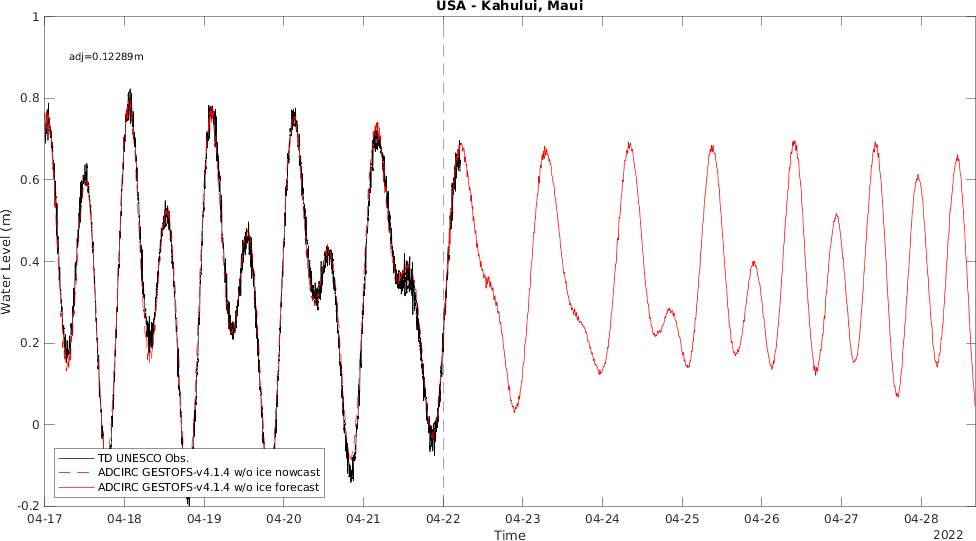 USA - Kahului, Maui
adj=0.12289m
1
0.8
0.6
0.4
0.2
0
-0.2
Water Level (m)
TD UNESCO Obs.
ADCIRC GESTOFS-v4.1.4 w/o ice nowcast
ADCIRC GESTOFS-v4.1.4 w/o ice forecast
04-17 04-18 04-19 04-20 04-21 04-22 04-23 04-24 04-25 04-26 04-27 04-28
Time
2022